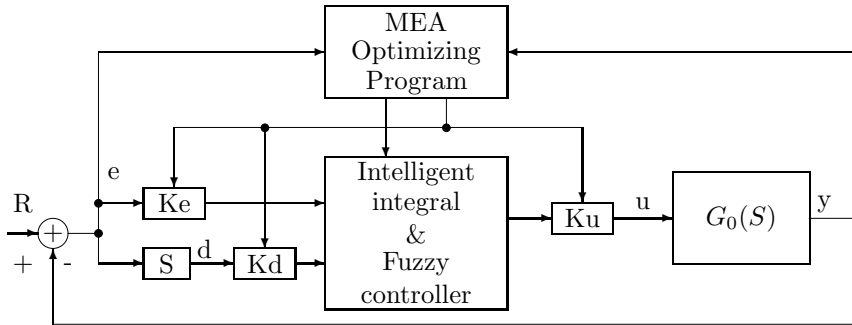 MEA
Optimizing
Program
e
Ke
R
+
+
-
S
d
Kd
Intelligent
integral
&
Fuzzy
controller
Ku
u
G₀(S)
y